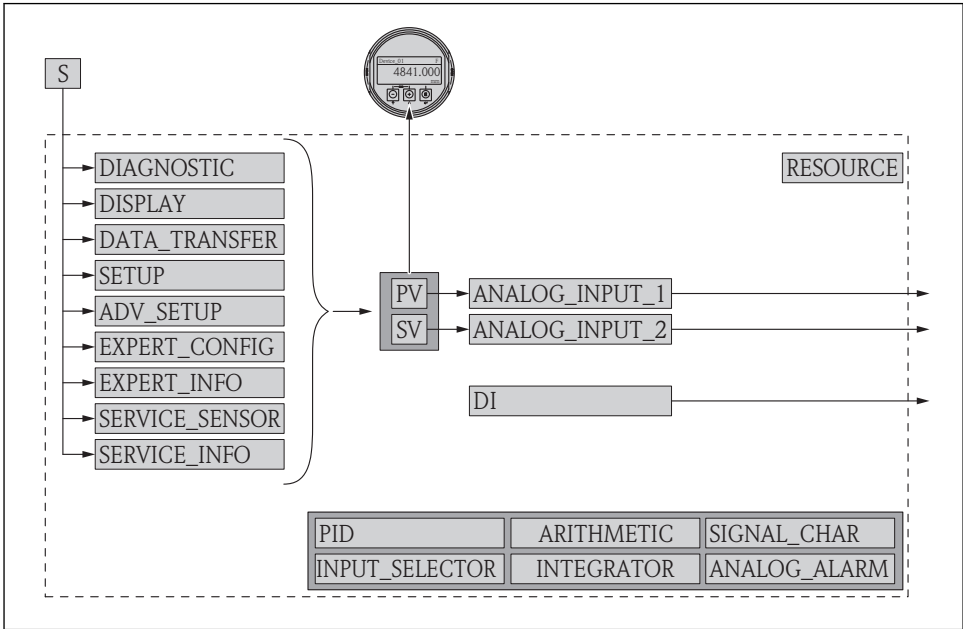 Device_01 F
4841.000
mm
S
DIAGNOSTIC
RESOURCE
DISPLAY
DATA_TRANSFER
SETUP
PV
ANALOG_INPUT_1
ADV_SETUP
SV
ANALOG_INPUT_2
EXPERT_CONFIG
EXPERT_INFO
DI
SERVICE_SENSOR
SERVICE_INFO
PID
ARITHMETIC
SIGNAL_CHAR
INPUT_SELECTOR
INTEGRATOR
ANALOG_ALARM